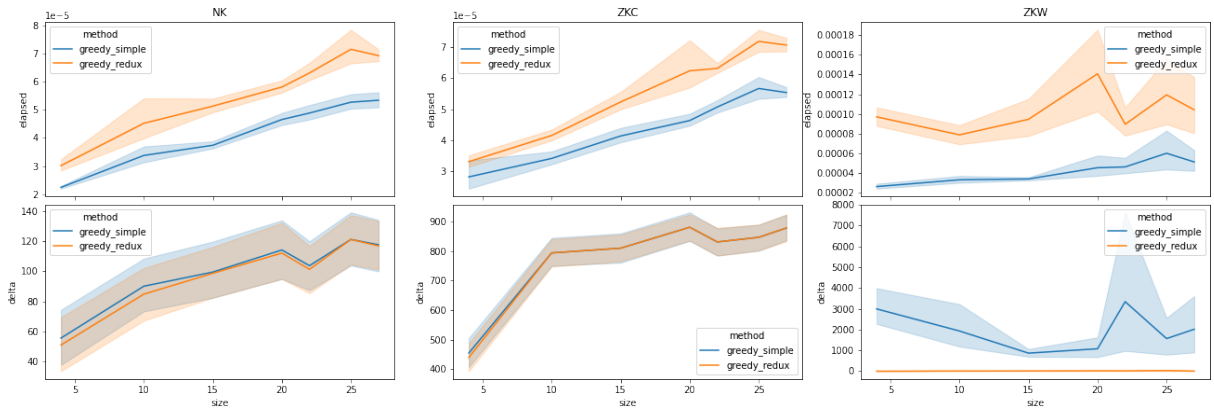 NK
1e−5
8
7
6
5
4
3
2
elapsed
method
greedy_simple
greedy_redux
ZKC
1e−5
7
6
5
4
3
elapsed
method
greedy_simple
greedy_redux
ZKW
0.00018
0.00016
0.00014
0.00012
0.00010
0.00008
0.00006
0.00004
0.00002
elapsed
method
greedy_simple
greedy_redux
140
120
100
80
60
40
delta
method
greedy_simple
greedy_redux
5 10 15 20 25
size
900
800
700
600
500
400
delta
method
greedy_simple
greedy_redux
5 10 15 20 25
size
8000
7000
6000
5000
4000
3000
2000
1000
0
delta
method
greedy_simple
greedy_redux
5 10 15 20 25
size